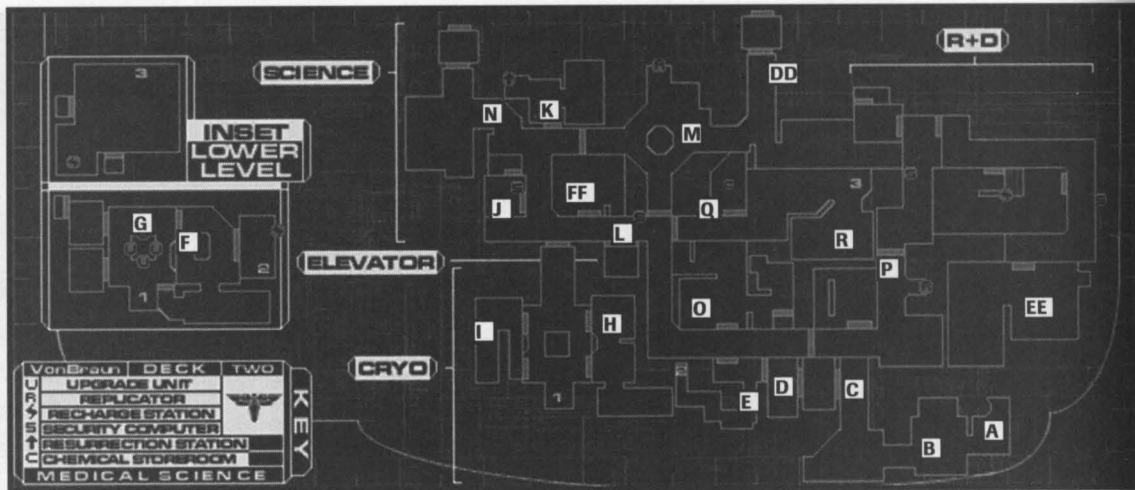 SCIENCE
R+D
DD
N
K
M
3
INSET
LOWER
LEVEL
J
FF
Q
3
L
G
F
2
1
ELEVATOR
R
P
O
EE
I
H
CRYO
2
1
E
D
C
B
A
VonBraun DECK TWO
U UPGRADE UNIT
R REPLICATOR
RECHARGE STATION
S SECURITY COMPUTER
RESURRECTION STATION
C CHEMICAL STOREROOM
MEDICAL SCIENCE
KEY